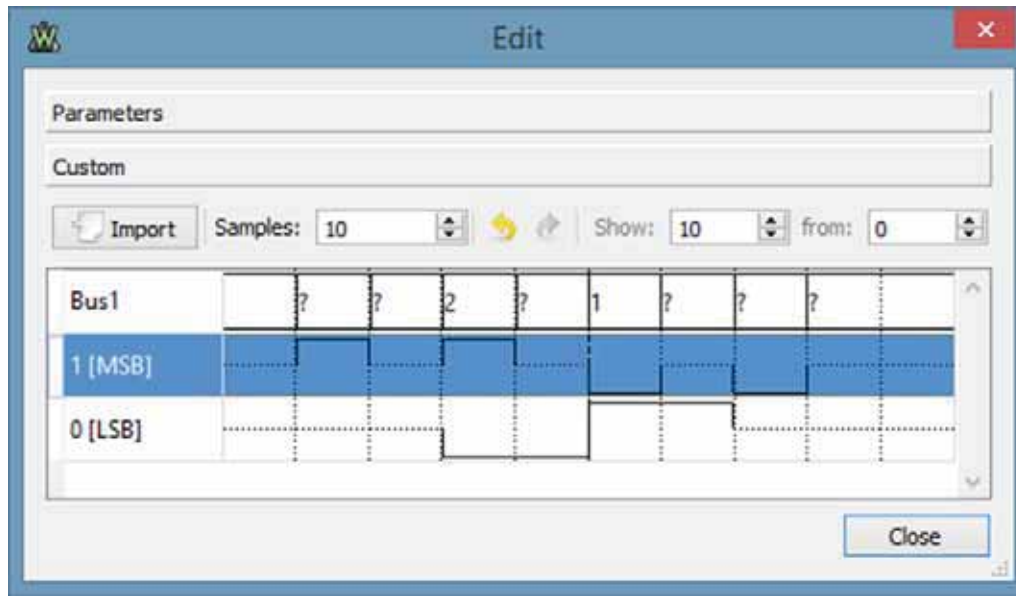 Edit
Parameters
Custom
Import Samples: 10 Show: 10 from: 0
Bus1 ? ? 2 ? 1 ? ? ?
1 [MSB]
0 [LSB]
Close